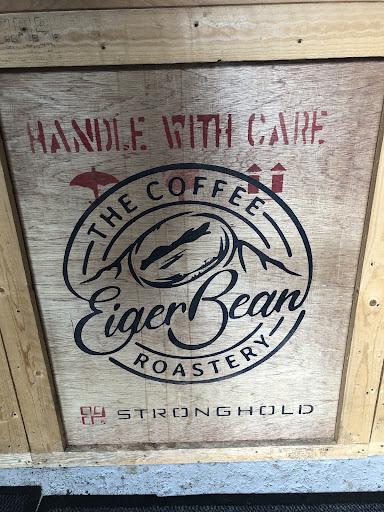 HANDLE WITH CARE
THE COFFEE
EigerBean
ROASTERY
STRONGHOLD